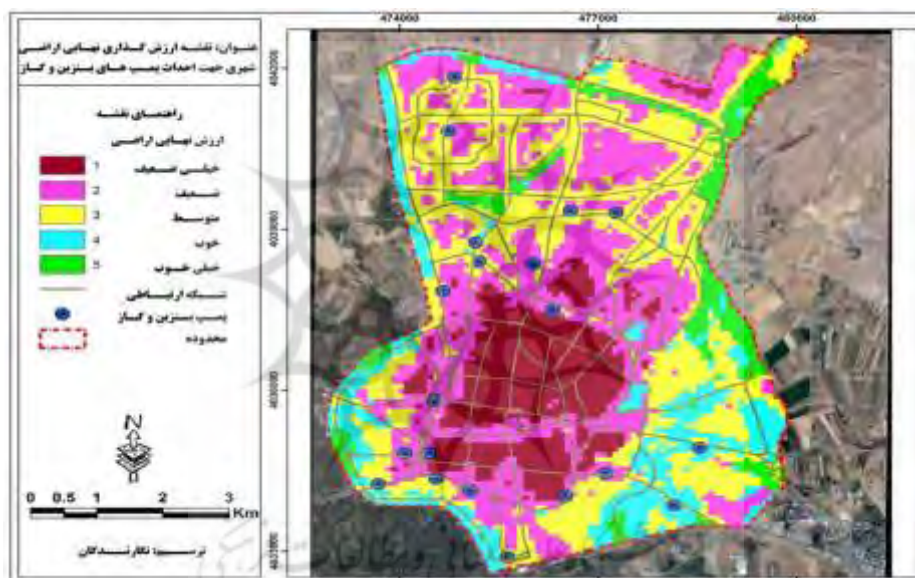 عنوان: نقشه ارزش گذاری نهایی اراضی
شهری جهت احداث پمپ های بنزین و گاز
راهنمای نقشه
ارزش نهایی اراضی
1 خیلی ضعیف
2 ضعیف
3 متوسط
4 خوب
5 خیلی خوب
شبکه ارتباطی
پمپ بنزین و گاز
محدوده
N
0 0.5 1 2 3
Km
ترسیم: نگارندگان
474000 477000 480000
4042000
4039000
4036000
4033000